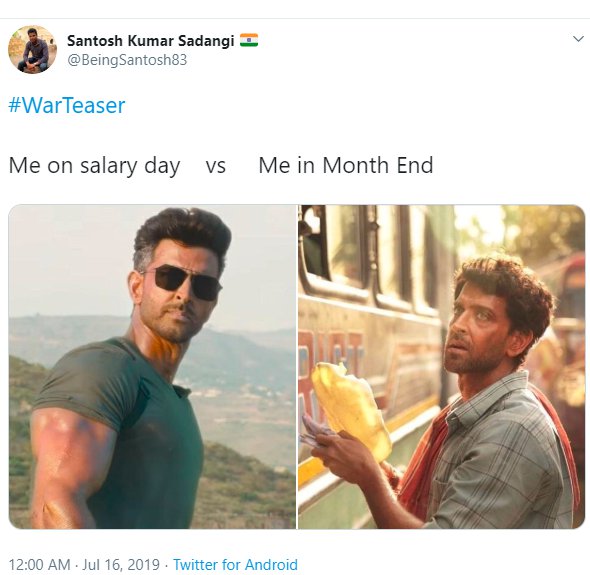 Santosh Kumar Sadangi
@BeingSantosh83
#WarTeaser
Me on salary day vs Me in Month End
12:00 AM · Jul 16, 2019 · Twitter for Android